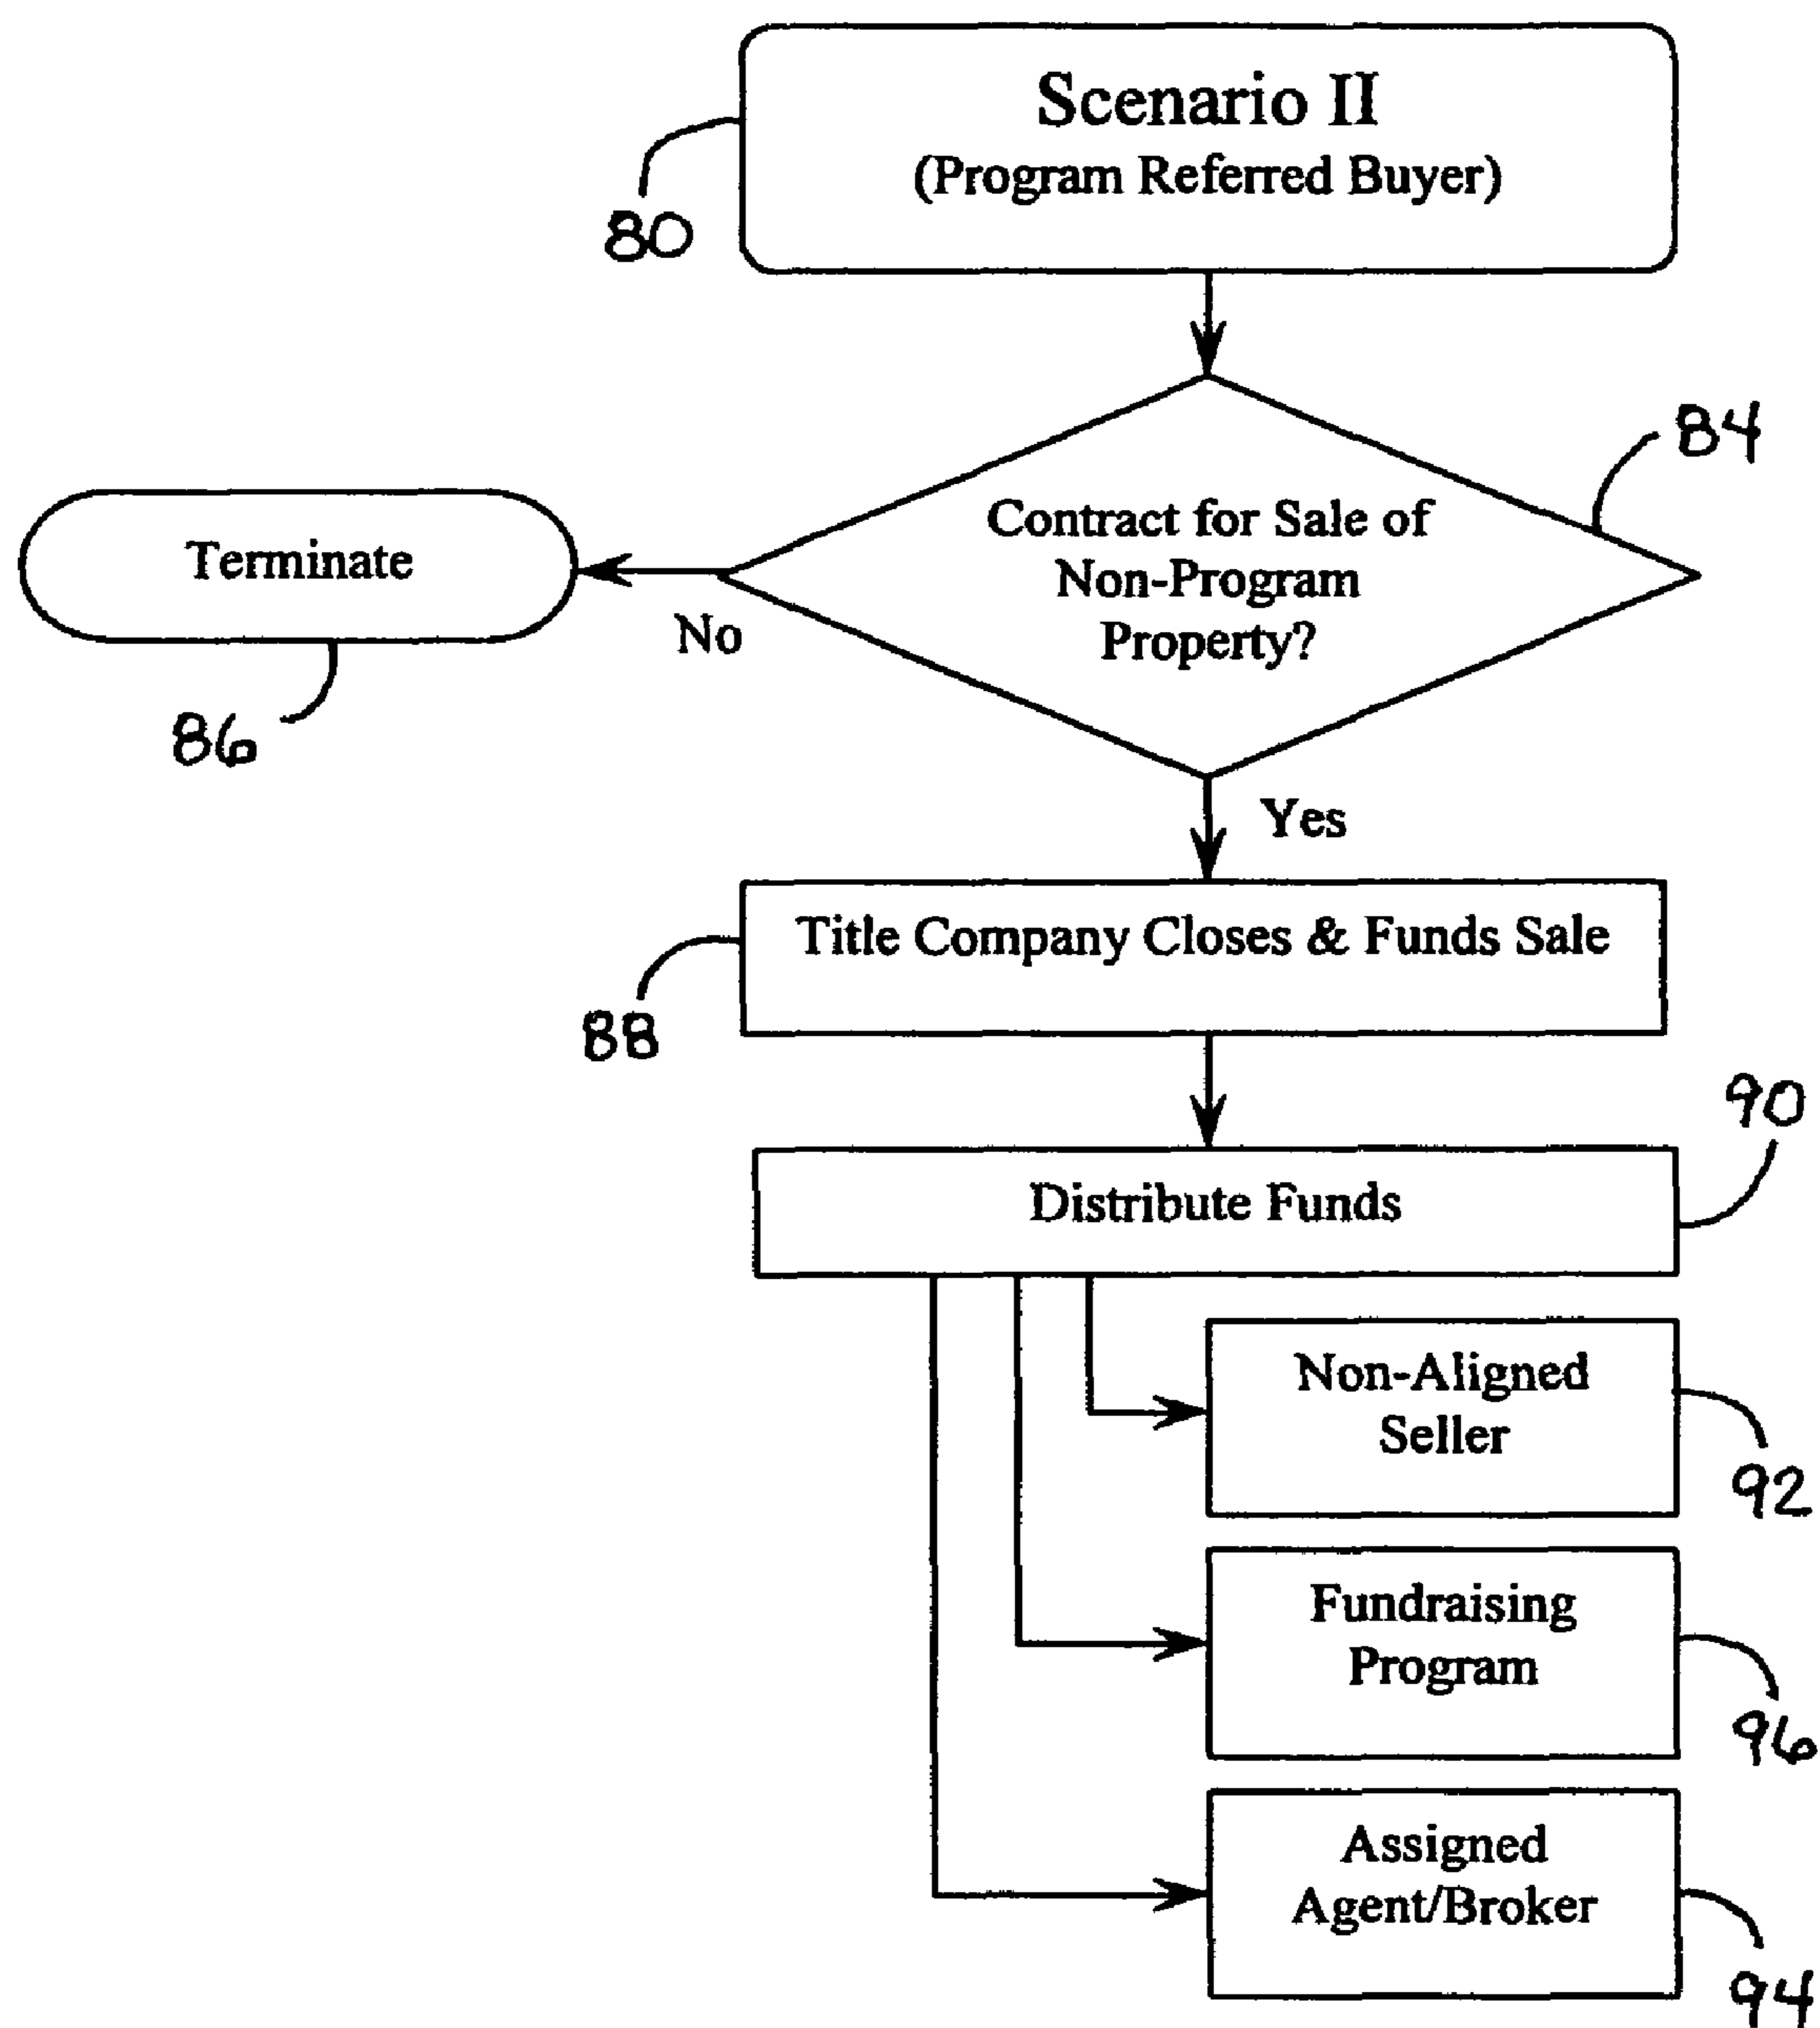 Scenario II
(Program Referred Buyer)
80
84
Contract for Sale of
Non-Program
Property?
Terminate
No
86
Yes
Title Company Closes & Funds Sale
88
90
Distribute Funds
Non-Aligned
Seller
92
Fundraising
Program
96
Assigned
Agent/Broker
94